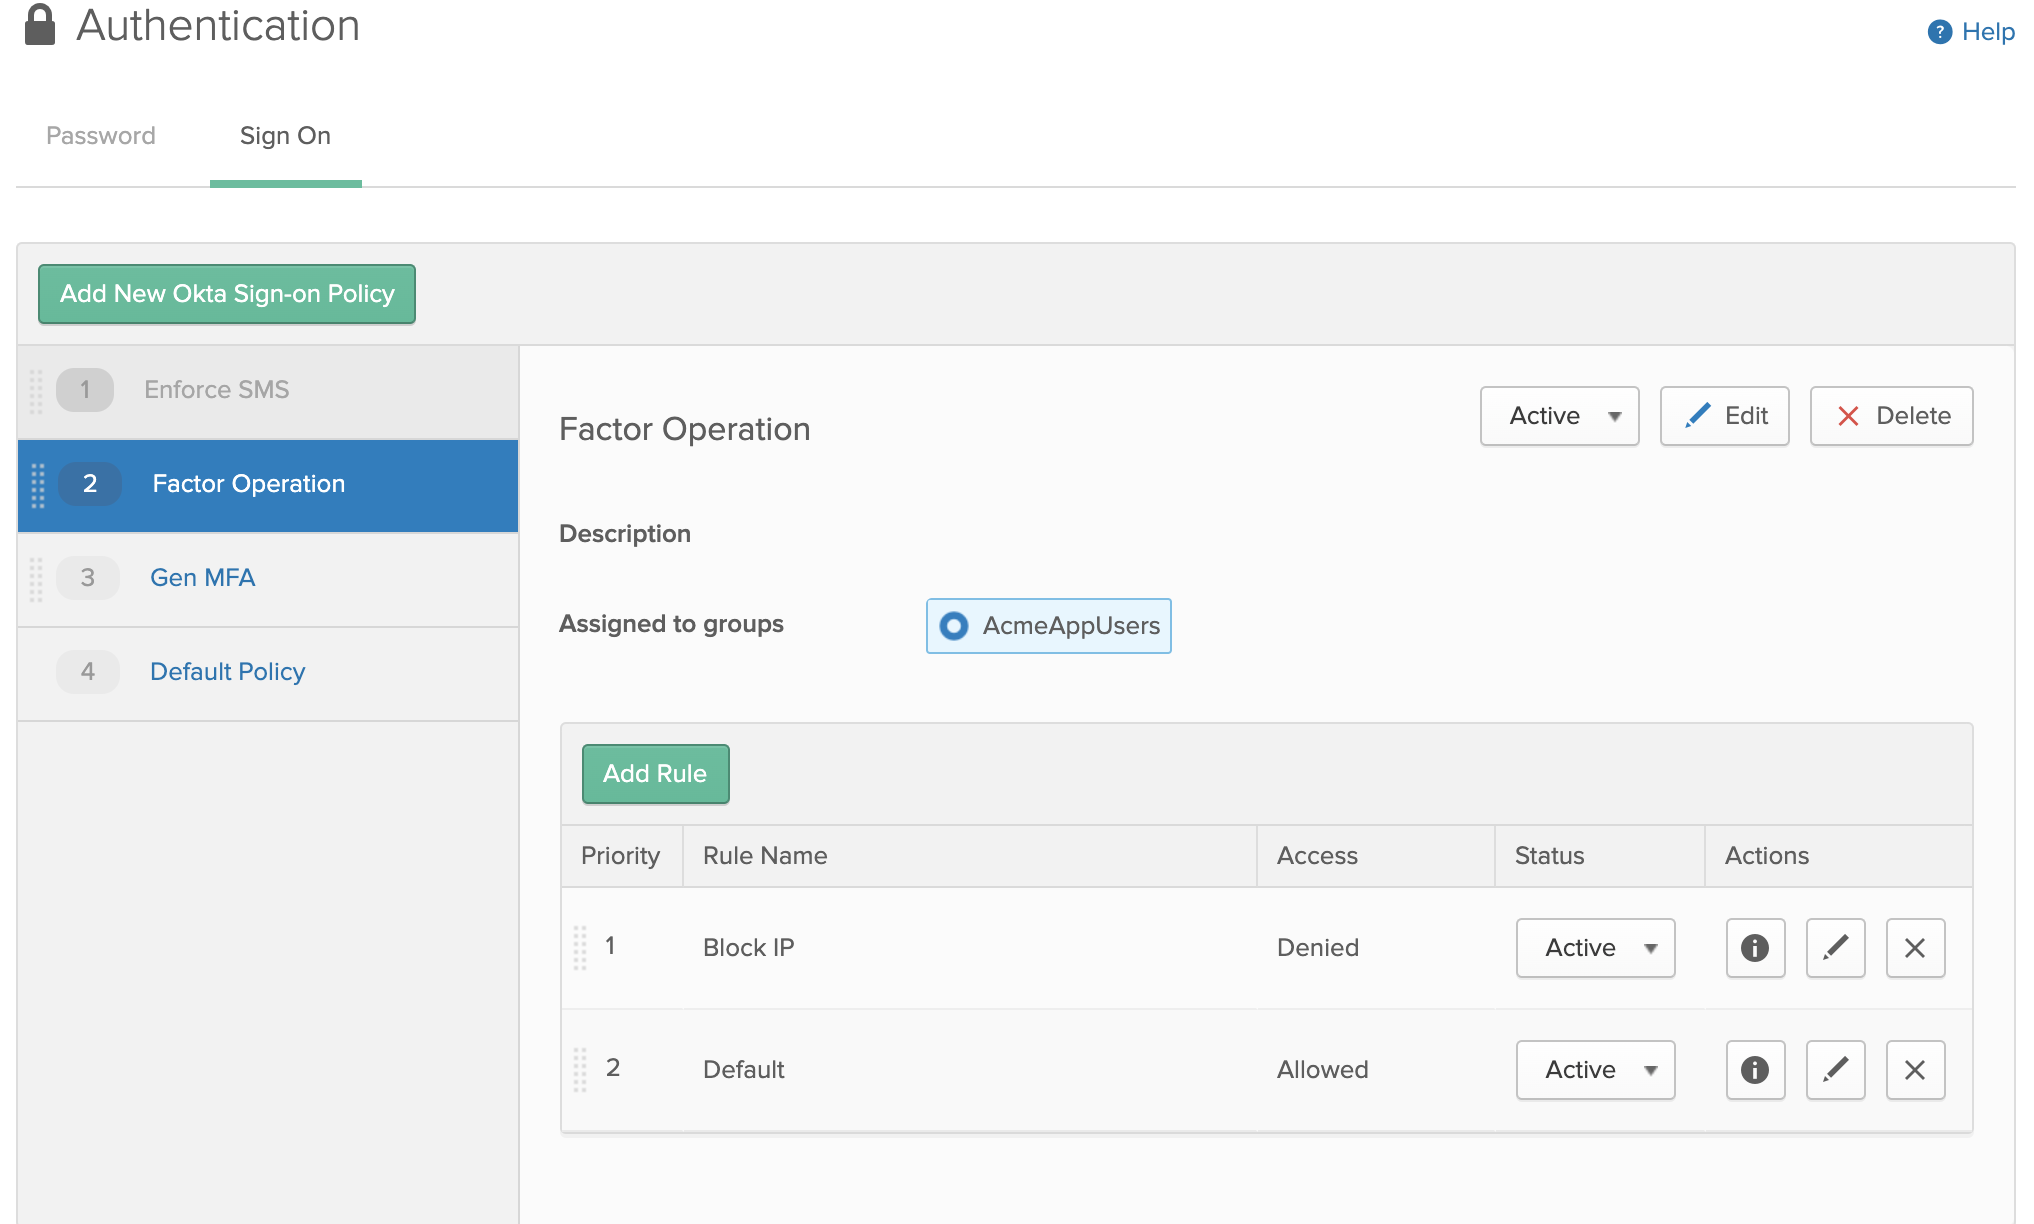 Authentication
? Help
Password Sign On
Add New Okta Sign-on Policy
1 Enforce SMS
2 Factor Operation
3 Gen MFA
4 Default Policy
Factor Operation
Active Edit Delete
Description
Assigned to groups AcmeAppUsers
Add Rule
Priority Rule Name Access Status Actions
1 Block IP Denied Active
2 Default Allowed Active